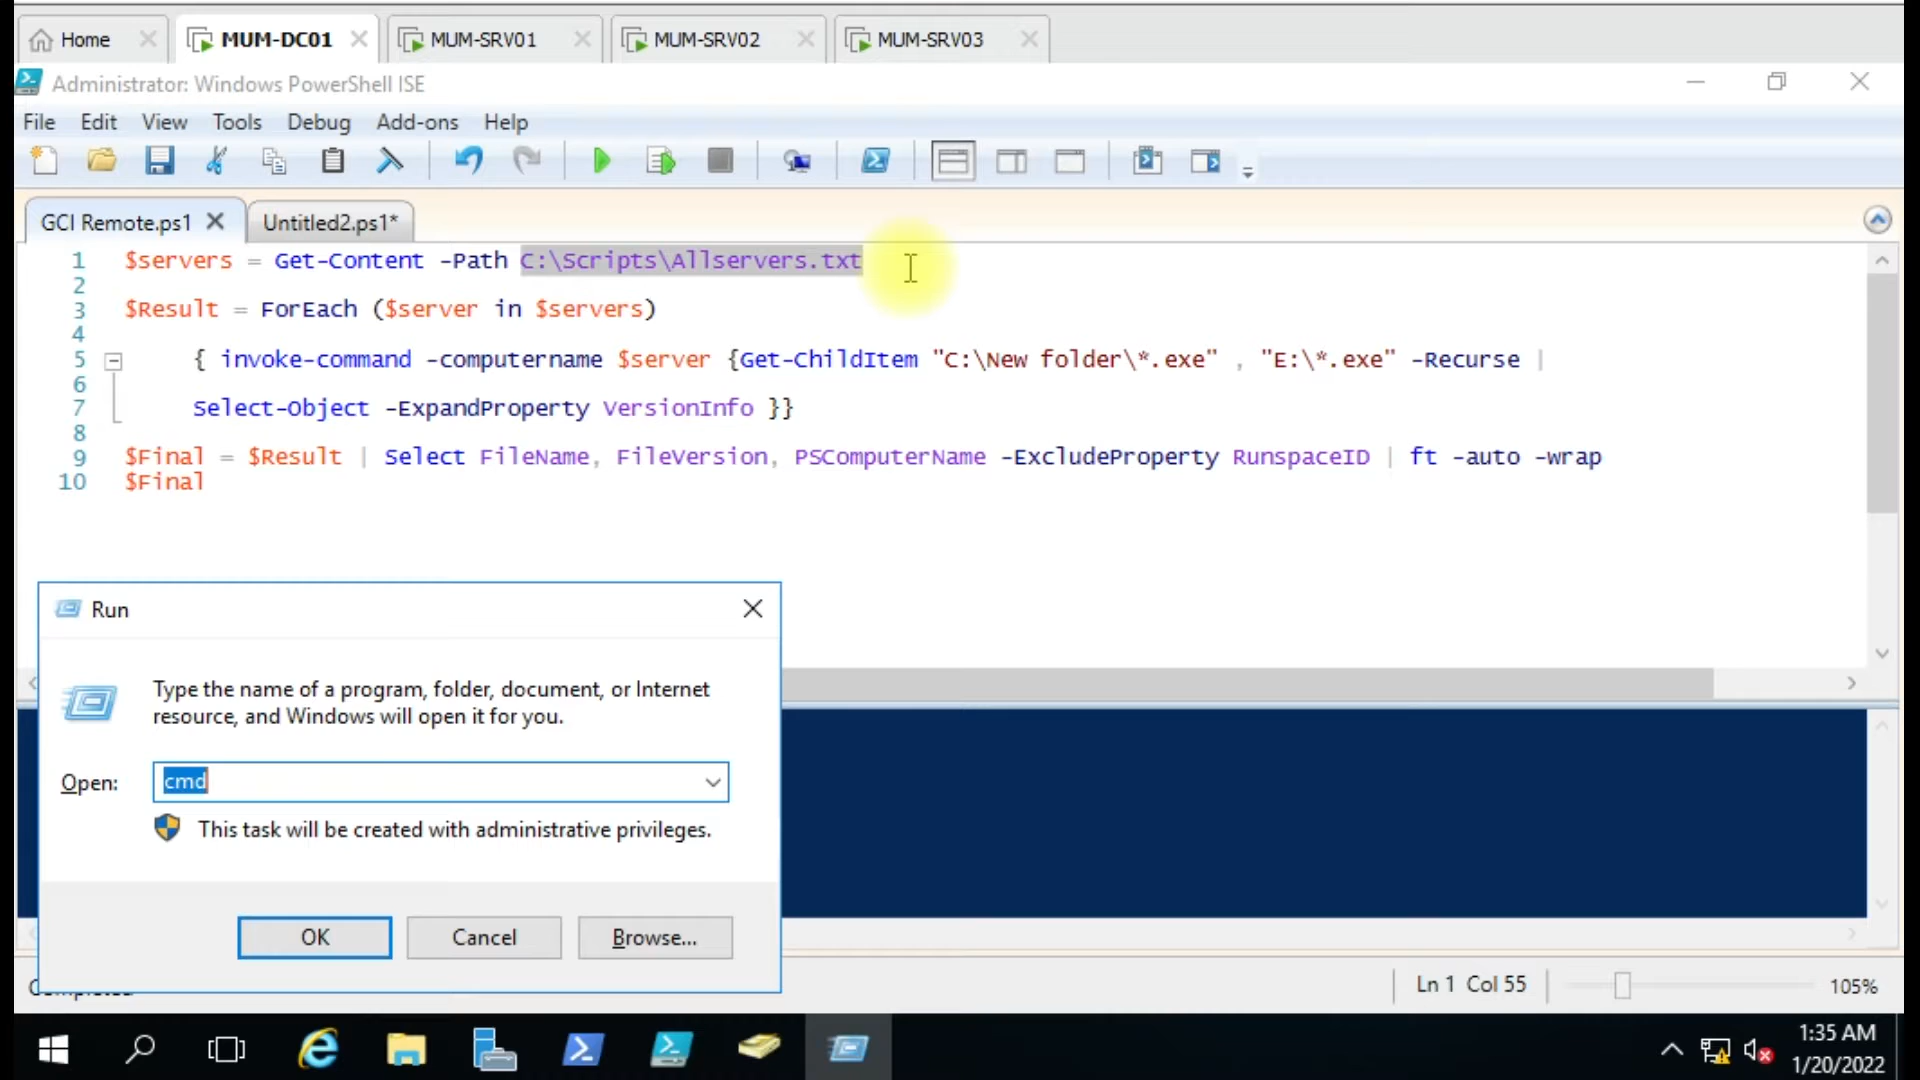 Home
MUM-DC01
MUM-SRV01
MUM-SRV02
MUM-SRV03
Administrator: Windows PowerShell ISE
File Edit View Tools Debug Add-ons Help
GCI Remote.ps1
Untitled2.ps1*
1 $servers = Get-Content -Path C:\Scripts\Allservers.txt
2
3 $Result = ForEach ($server in $servers)
4
5 { invoke-command -computername $server {Get-ChildItem "C:\New folder\*.exe" , "E:\*.exe" -Recurse |
6
7 Select-Object -ExpandProperty VersionInfo }}
8
9 $Final = $Result | Select FileName, FileVersion, PSComputerName -ExcludeProperty RunspaceID | ft -auto -wrap
10 $Final
Run
Type the name of a program, folder, document, or Internet
resource, and Windows will open it for you.
Open: cmd
This task will be created with administrative privileges.
OK Cancel Browse...
Ln 1 Col 55
105%
1:35 AM
1/20/2022